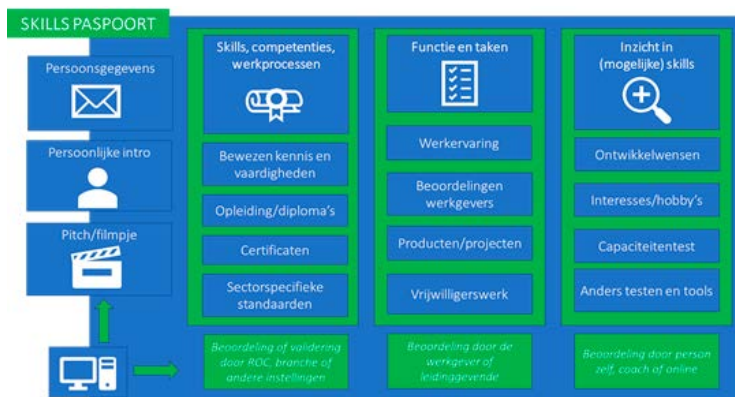 SKILLS PASPOORT
Persoonsgegevens
Persoonlijke intro
Pitch/filmpje
Skills, competenties,
werkprocessen
Bewezen kennis en
vaardigheden
Opleiding/diploma's
Certificaten
Sectorspecifieke
standaarden
Beoordeling of validering
door ROC, branche of
andere instellingen
Functie en taken
Werkervaring
Beoordelingen
werkgevers
Producten/projecten
Vrijwilligerswerk
Beoordeling door de
werkgever of
leidinggevende
Inzicht in
(mogelijke) skills
Ontwikkelwensen
Interesses/hobby's
Capaciteitentest
Anders testen en tools
Beoordeling door person
zelf, coach of online